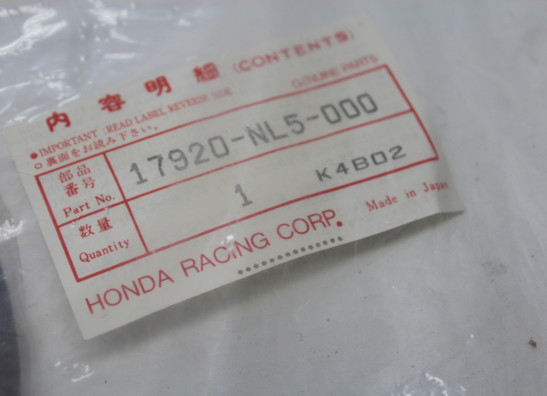 内容明細 (CONTENTS)
GENUINE PARTS
●IMPORTANT :READ LABEL REVERSE SIDE
○裏面をお読み下さい。
部品番号
Part No.
17920-NL5-000
数量
Quantity
1
K4B02
HONDA RACING CORP.
Made in Japan